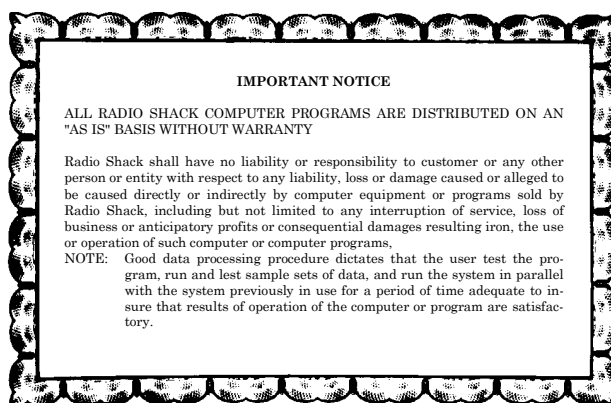 IMPORTANT NOTICE
ALL RADIO SHACK COMPUTER PROGRAMS ARE DISTRIBUTED ON AN
"AS IS" BASIS WITHOUT WARRANTY
Radio Shack shall have no liability or responsibility to customer or any other
person or entity with respect to any liability, loss or damage caused or alleged to
be caused directly or indirectly by computer equipment or programs sold by
Radio Shack, including but not limited to any interruption of service, loss of
business or anticipatory profits or consequential damages resulting iron, the use
or operation of such computer or computer programs,
NOTE: Good data processing procedure dictates that the user test the pro-
gram, run and lest sample sets of data, and run the system in parallel
with the system previously in use for a period of time adequate to in-
sure that results of operation of the computer or program are satisfac-
tory.